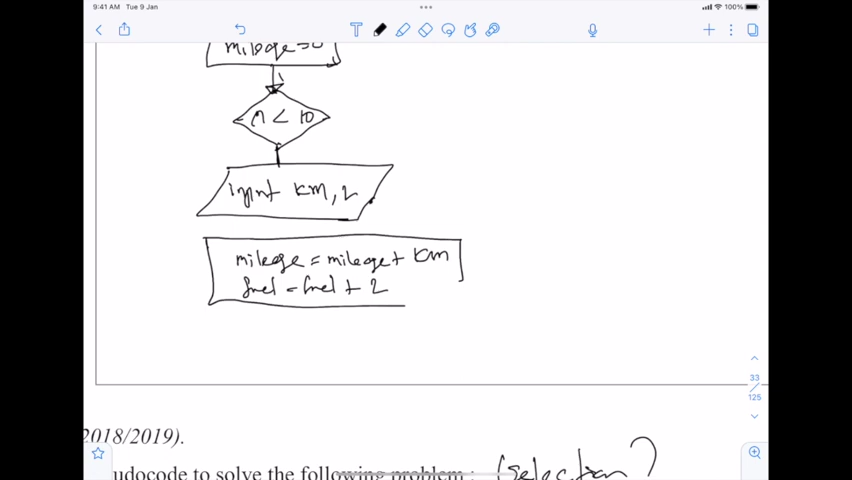 9:41 AM Tue 9 Jan
100%
mileage=0
n < 10
input km, l
mileage = mileage + km
fuel = fuel + l
33
125
2018/2019).
udocode to solve the following problem : (selection)